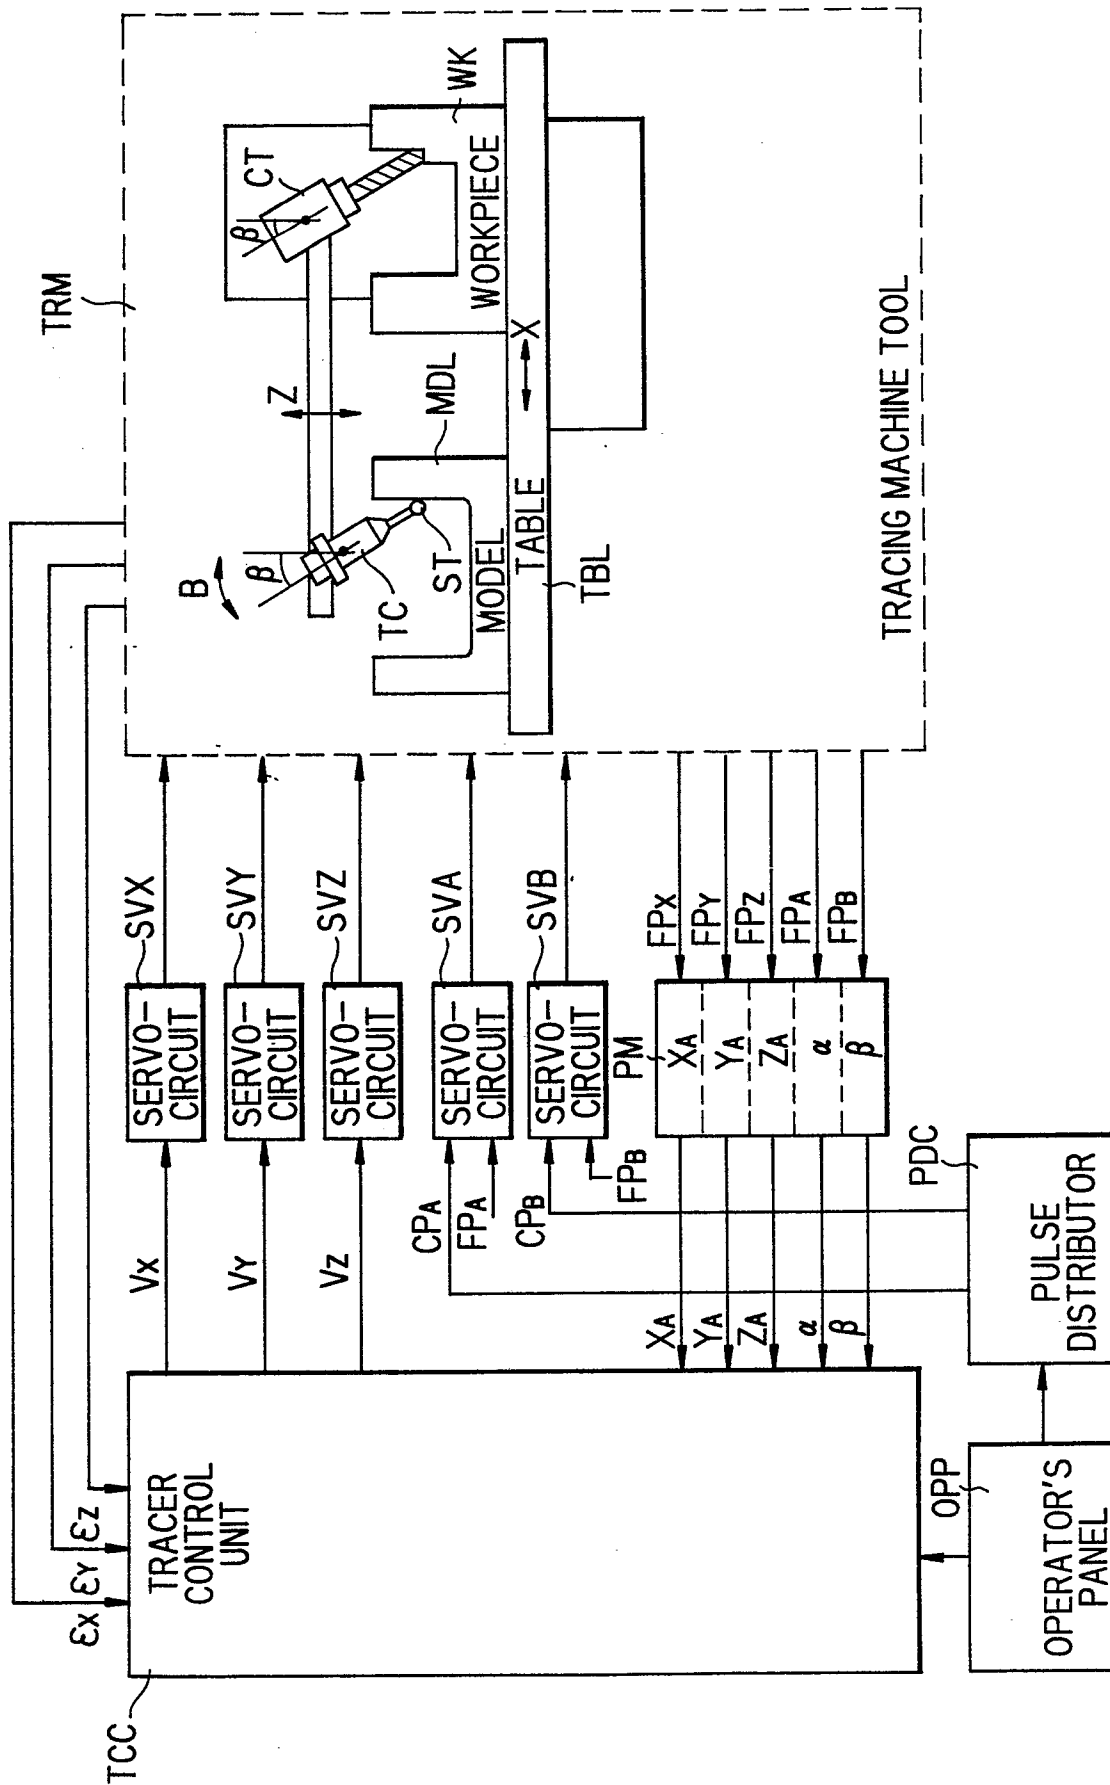 TRM
CT
β
WK
WORKPIECE
Z
MDL
X
B
β
TC
ST
MODEL
TABLE
TBL
TRACING MACHINE TOOL
εX
εY
εZ
TCC
TRACER
CONTROL
UNIT
VX
VY
VZ
SERVO-
CIRCUIT
SVX
SERVO-
CIRCUIT
SVY
SERVO-
CIRCUIT
SVZ
CPA
FPA
SERVO-
CIRCUIT
SVA
CPB
FPB
SERVO-
CIRCUIT
SVB
PM
XA
YA
ZA
α
β
XA
YA
ZA
α
β
FPX
FPY
FPZ
FPA
FPB
OPP
OPERATOR'S
PANEL
PDC
PULSE
DISTRIBUTOR